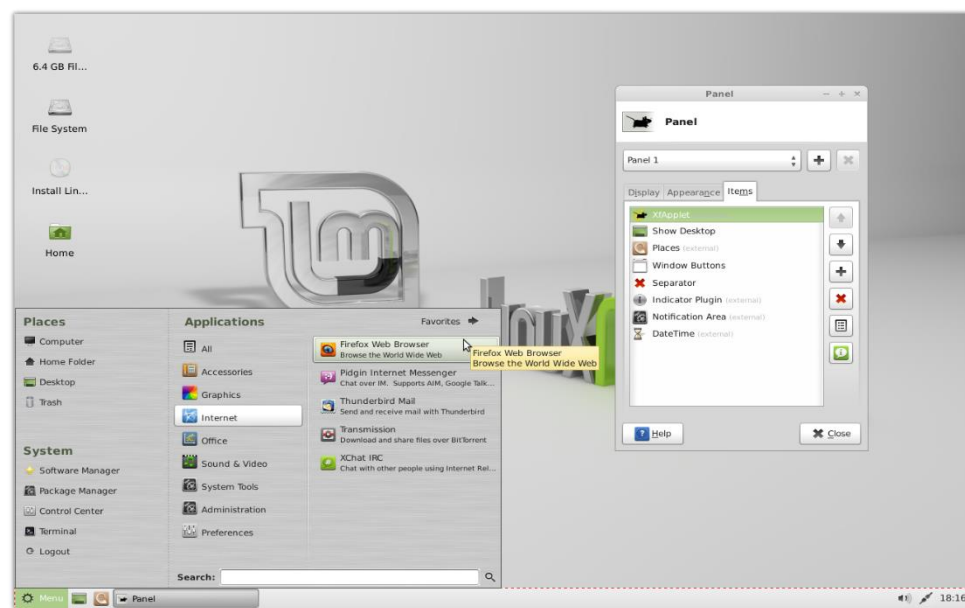 6.4 GB Fil...
File System
Install Lin...
Home
Panel
Panel
Panel 1
Display
Appearance
Items
XfApplet
Show Desktop
Places (external)
Window Buttons
Separator
Indicator Plugin (external)
Notification Area (external)
DateTime (external)
Help
Close
Places
Computer
Home Folder
Desktop
Trash
System
Software Manager
Package Manager
Control Center
Terminal
Logout
Applications
Favorites
All
Accessories
Graphics
Internet
Office
Sound & Video
System Tools
Administration
Preferences
Firefox Web Browser
Browse the World Wide Web
Pidgin Internet Messenger
Chat over IM. Supports AIM, Google Talk...
Thunderbird Mail
Send and receive mail with Thunderbird
Transmission
Download and share files over BitTorrent
XChat IRC
Chat with other people using Internet Rel...
Firefox Web Browser
Browse the World Wide Web
Search:
Menu
Panel
18:16